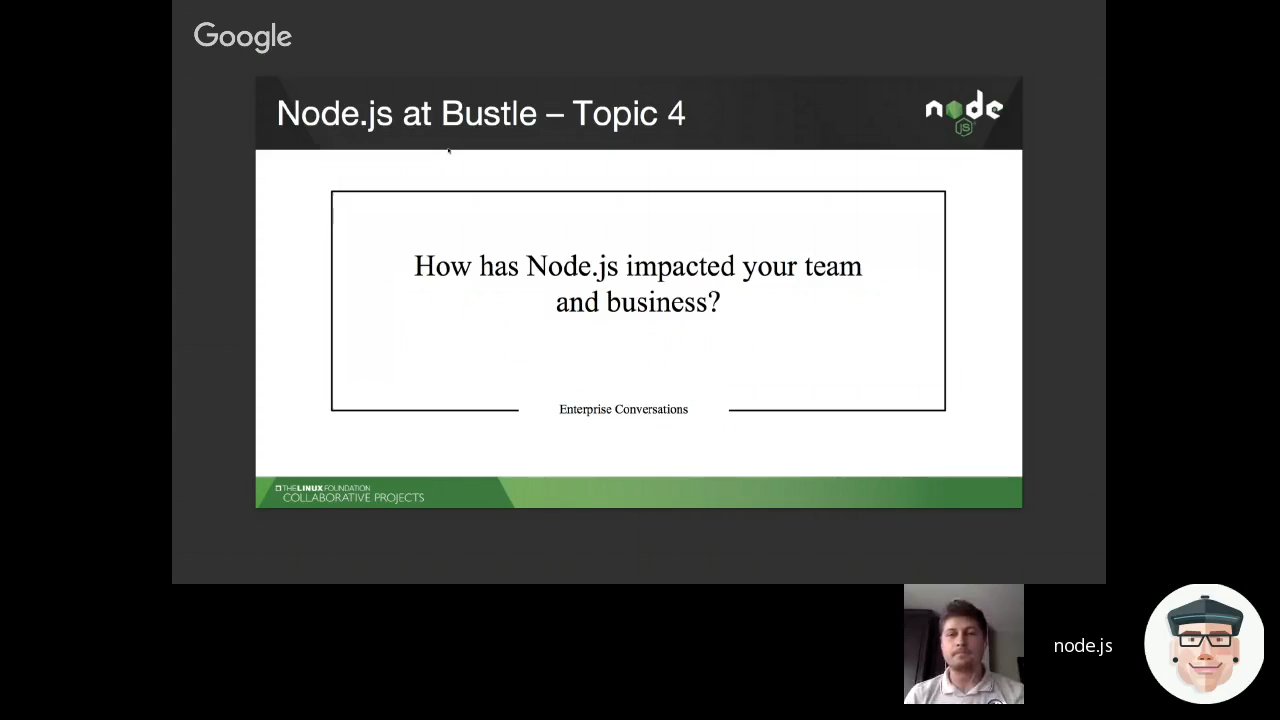 Google
Node.js at Bustle – Topic 4
node
JS
How has Node.js impacted your team
and business?
Enterprise Conversations
THE LINUX FOUNDATION
COLLABORATIVE PROJECTS
node.js